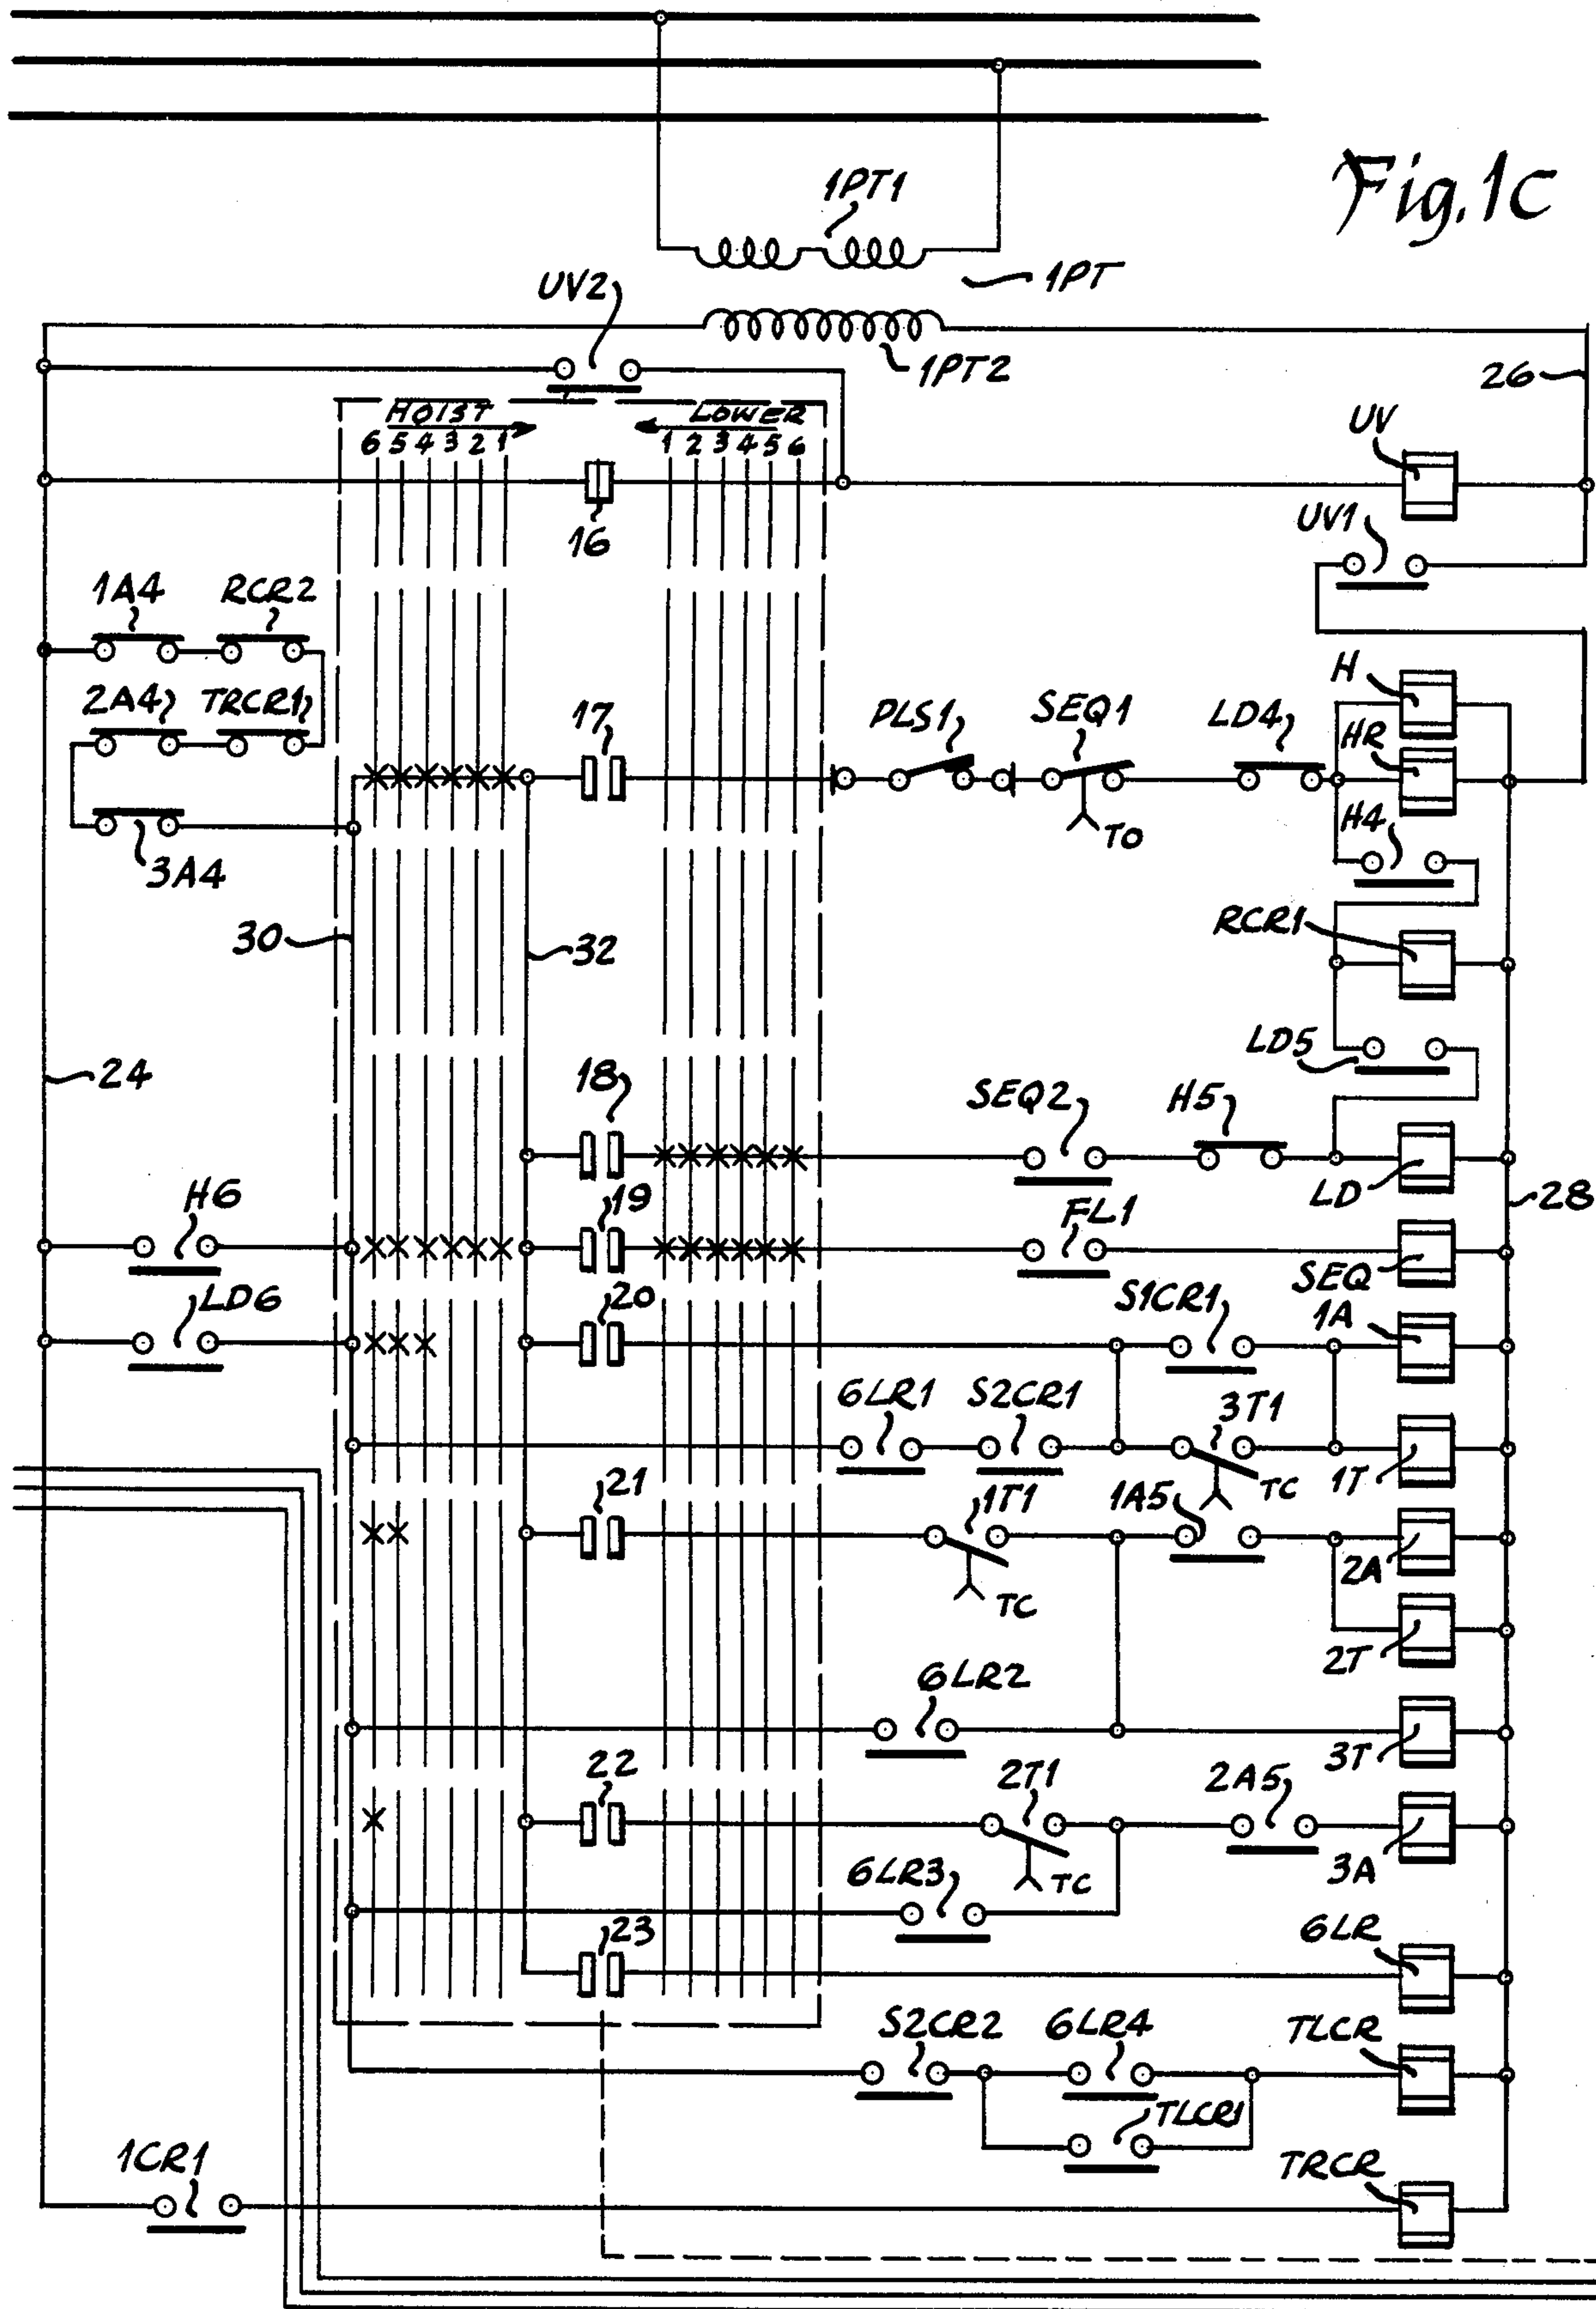 Fig.1C
1PT1
1PT
UV2
1PT2
26
HOIST LOWER
6 5 4 3 2 1 1 2 3 4 5 6
UV
16
UV1
1A4 RCR2
H
2A4 TRCR1 17 PLS1 SEQ1 LD4 HR
TO
H4
3A4
RCR1
30 32
LD5
24
18 SEQ2 H5
LD
28
H6 19 FL1
SEQ
LD6 20 S1CR1 1A
6LR1 S2CR1 3T1
TC 1T
21 1T1 1A5
2A
TC
2T
6LR2
3T
22 2T1 2A5
TC 3A
6LR3
23 6LR
S2CR2 6LR4 TLCR
TLCR1
1CR1 TRCR